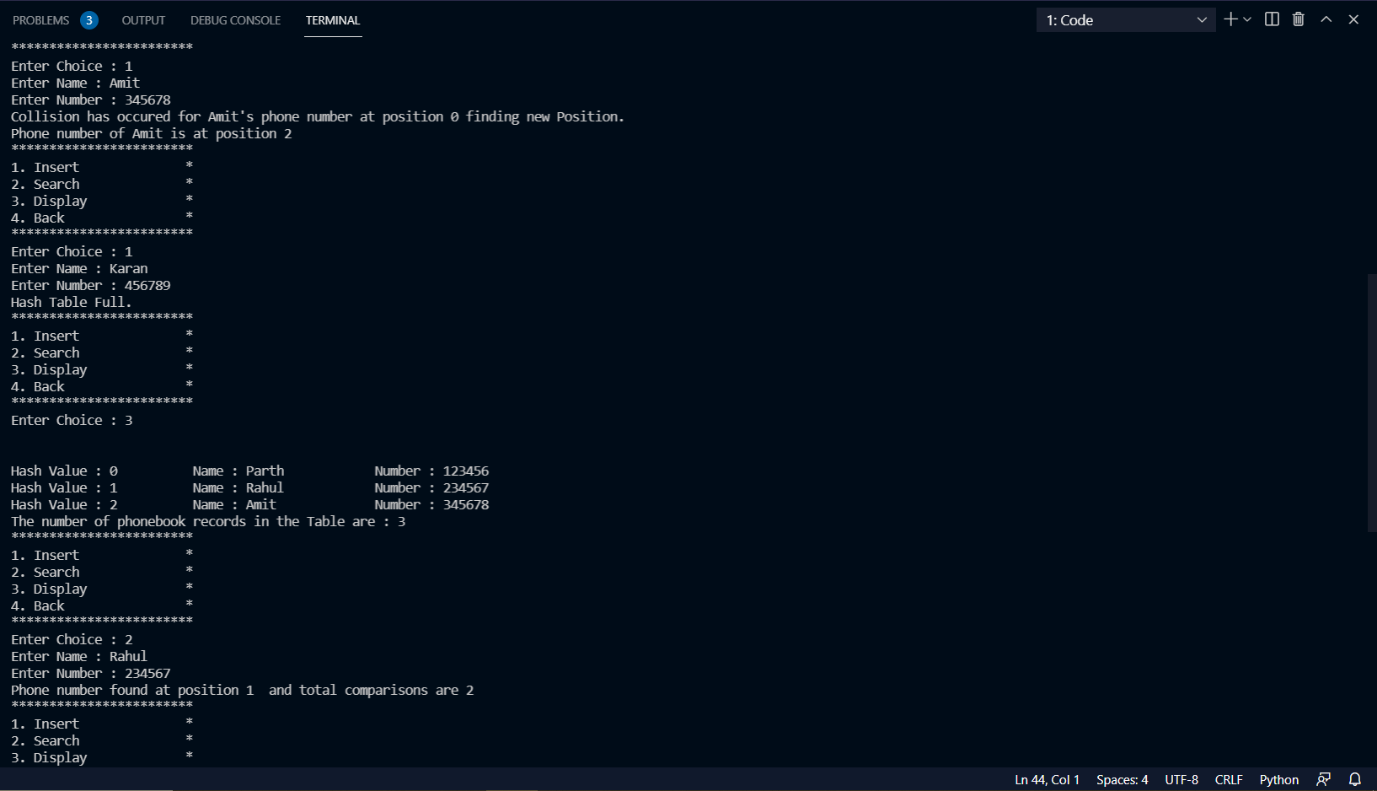 PROBLEMS 3 OUTPUT DEBUG CONSOLE TERMINAL 1: Code
************************
Enter Choice : 1
Enter Name : Amit
Enter Number : 345678
Collision has occured for Amit's phone number at position 0 finding new Position.
Phone number of Amit is at position 2
************************
1. Insert *
2. Search *
3. Display *
4. Back *
************************
Enter Choice : 1
Enter Name : Karan
Enter Number : 456789
Hash Table Full.
************************
1. Insert *
2. Search *
3. Display *
4. Back *
************************
Enter Choice : 3
Hash Value : 0 Name : Parth Number : 123456
Hash Value : 1 Name : Rahul Number : 234567
Hash Value : 2 Name : Amit Number : 345678
The number of phonebook records in the Table are : 3
************************
1. Insert *
2. Search *
3. Display *
4. Back *
************************
Enter Choice : 2
Enter Name : Rahul
Enter Number : 234567
Phone number found at position 1  and total comparisons are 2
************************
1. Insert *
2. Search *
3. Display *
Ln 44, Col 1 Spaces: 4 UTF-8 CRLF Python